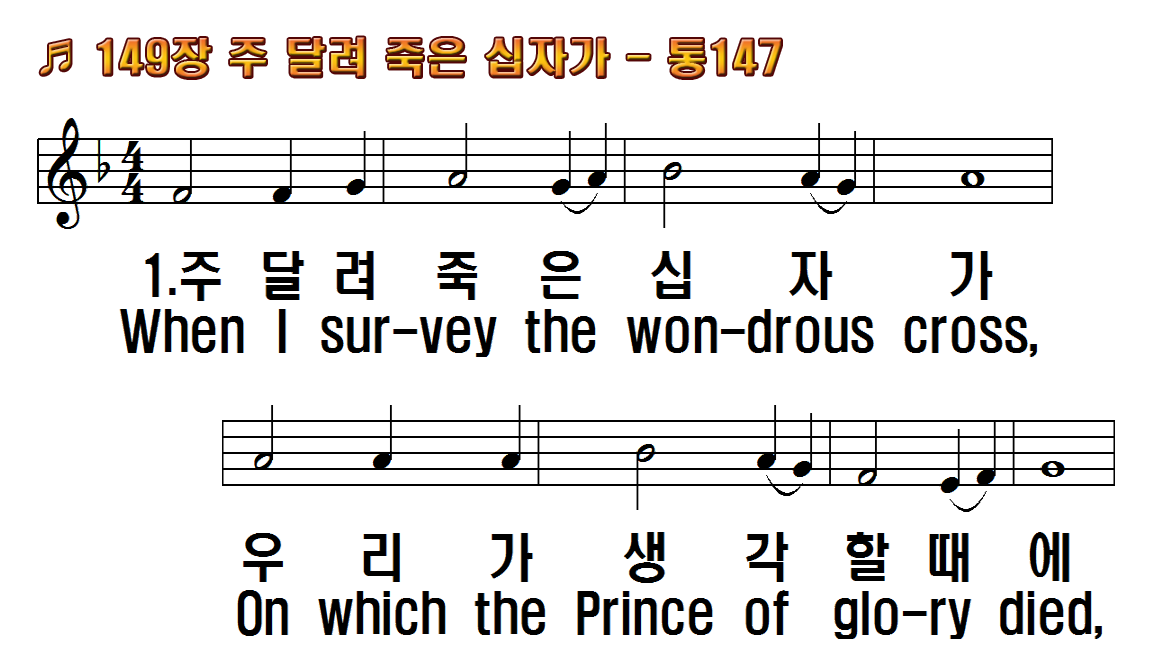 ♬ 149장 주 달려 죽은 십자가 - 통147
1.주 달 려 죽 은 십 자 가
When I sur-vey the won-drous cross,
우 리 가 생 각 할 때 에
On which the Prince of glo-ry died,